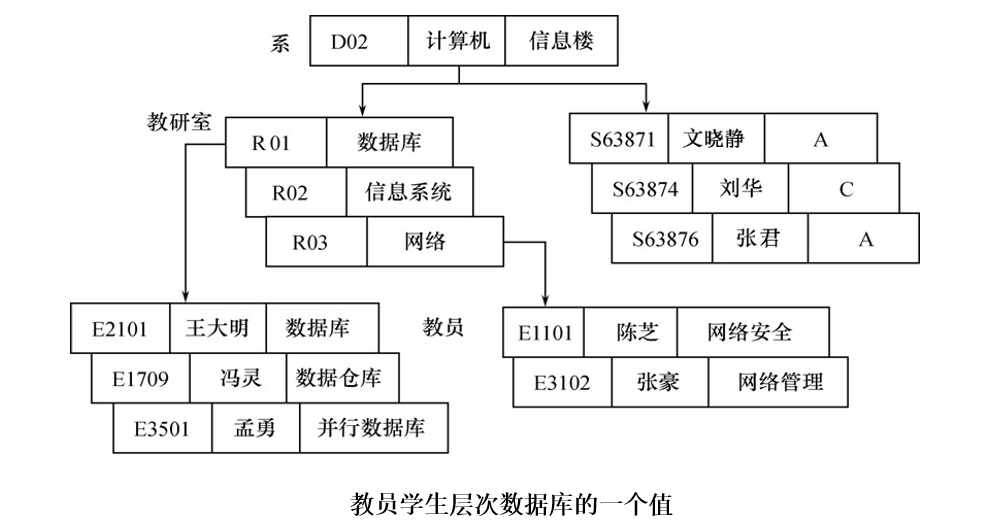 系 D02 计算机 信息楼
教研室 R01 数据库
R02 信息系统
R03 网络
S63871 文晓静 A
S63874 刘华 C
S63876 张君 A
E2101 王大明 数据库
E1709 冯灵 数据仓库
E3501 孟勇 并行数据库
教员
E1101 陈芝 网络安全
E3102 张豪 网络管理
教员学生层次数据库的一个值